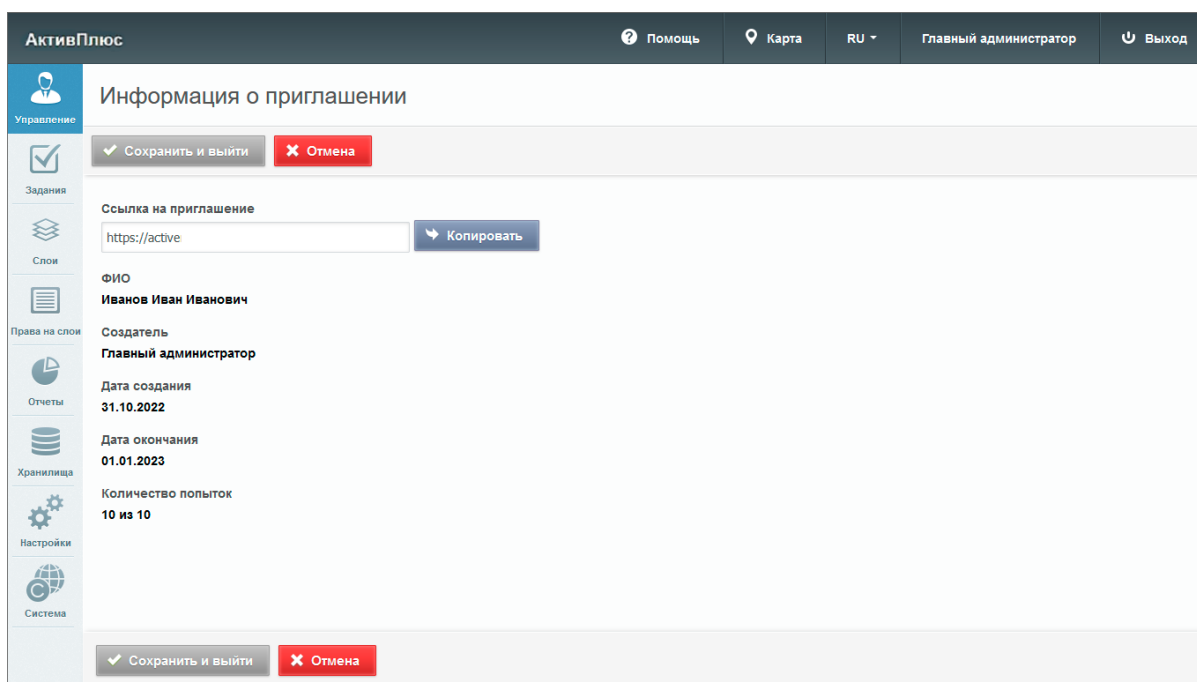 АктивПлюс
Помощь
Карта
RU
Главный администратор
Выход
Управление
Задания
Слои
Права на слои
Отчеты
Хранилища
Настройки
Система
Информация о приглашении
Сохранить и выйти
Отмена
Ссылка на приглашение
https://active
Копировать
ФИО
Иванов Иван Иванович
Создатель
Главный администратор
Дата создания
31.10.2022
Дата окончания
01.01.2023
Количество попыток
10 из 10
Сохранить и выйти
Отмена